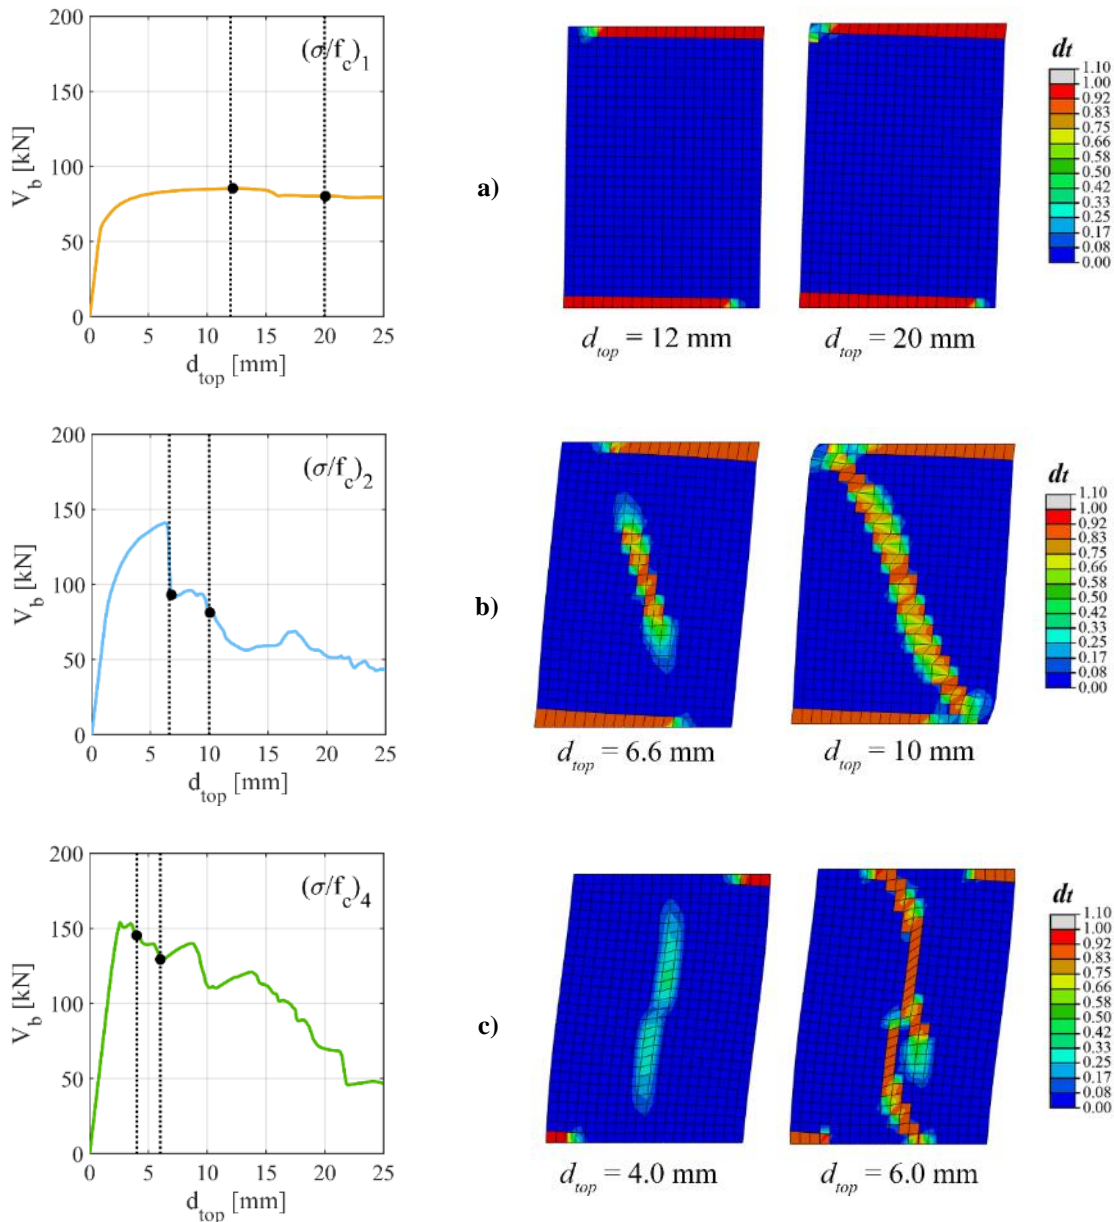 200
150
100
50
0
V_b [kN]
(σ/f_c)_1
0 5 10 15 20 25
d_top [mm]
a)
d_top = 12 mm
d_top = 20 mm
dt
1.10
1.00
0.92
0.83
0.75
0.66
0.58
0.50
0.42
0.33
0.25
0.17
0.08
0.00
200
150
100
50
0
V_b [kN]
(σ/f_c)_2
0 5 10 15 20 25
d_top [mm]
b)
d_top = 6.6 mm
d_top = 10 mm
dt
1.10
1.00
0.92
0.83
0.75
0.66
0.58
0.50
0.42
0.33
0.25
0.17
0.08
0.00
200
150
100
50
0
V_b [kN]
(σ/f_c)_4
0 5 10 15 20 25
d_top [mm]
c)
d_top = 4.0 mm
d_top = 6.0 mm
dt
1.10
1.00
0.92
0.83
0.75
0.66
0.58
0.50
0.42
0.33
0.25
0.17
0.08
0.00